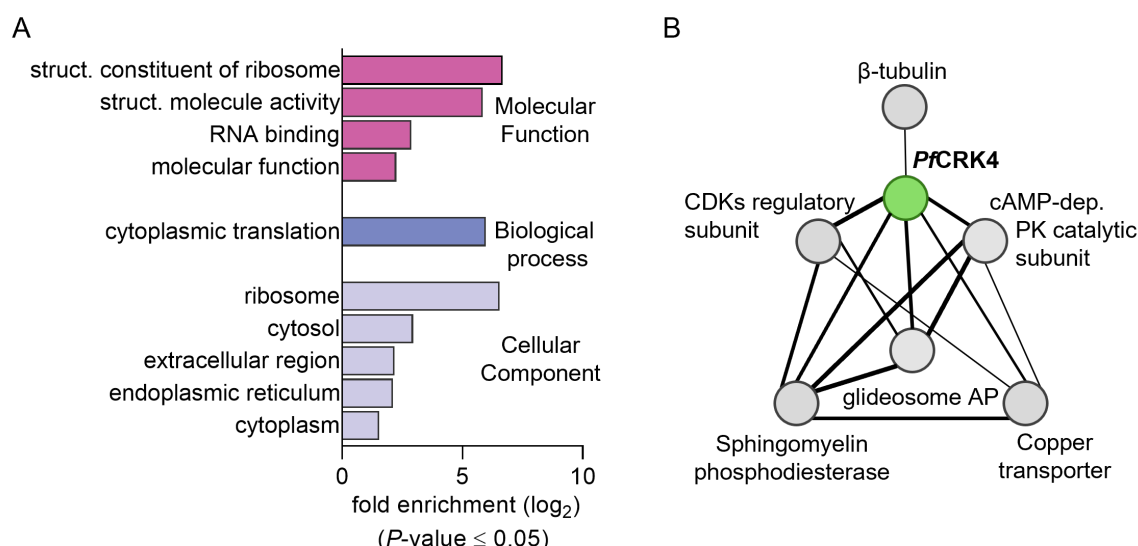 A
struct. constituent of ribosome
struct. molecule activity
RNA binding
molecular function
Molecular
Function
cytoplasmic translation
Biological
process
ribosome
cytosol
extracellular region
endoplasmic reticulum
cytoplasm
Cellular
Component
0 5 10
fold enrichment (log2)
(P-value ≤ 0.05)
B
β-tubulin
PfCRK4
CDKs regulatory
subunit
cAMP-dep.
PK catalytic
subunit
glideosome AP
Sphingomyelin
phosphodiesterase
Copper
transporter